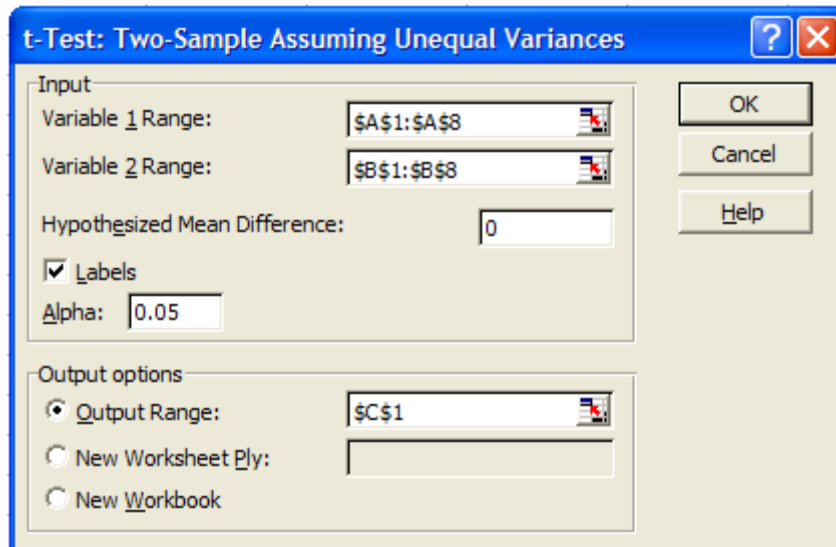 t-Test: Two-Sample Assuming Unequal Variances
Input
Variable 1 Range: $A$1:$A$8
Variable 2 Range: $B$1:$B$8
Hypothesized Mean Difference: 0
Labels
Alpha: 0.05
OK
Cancel
Help
Output options
Output Range: $C$1
New Worksheet Ply:
New Workbook